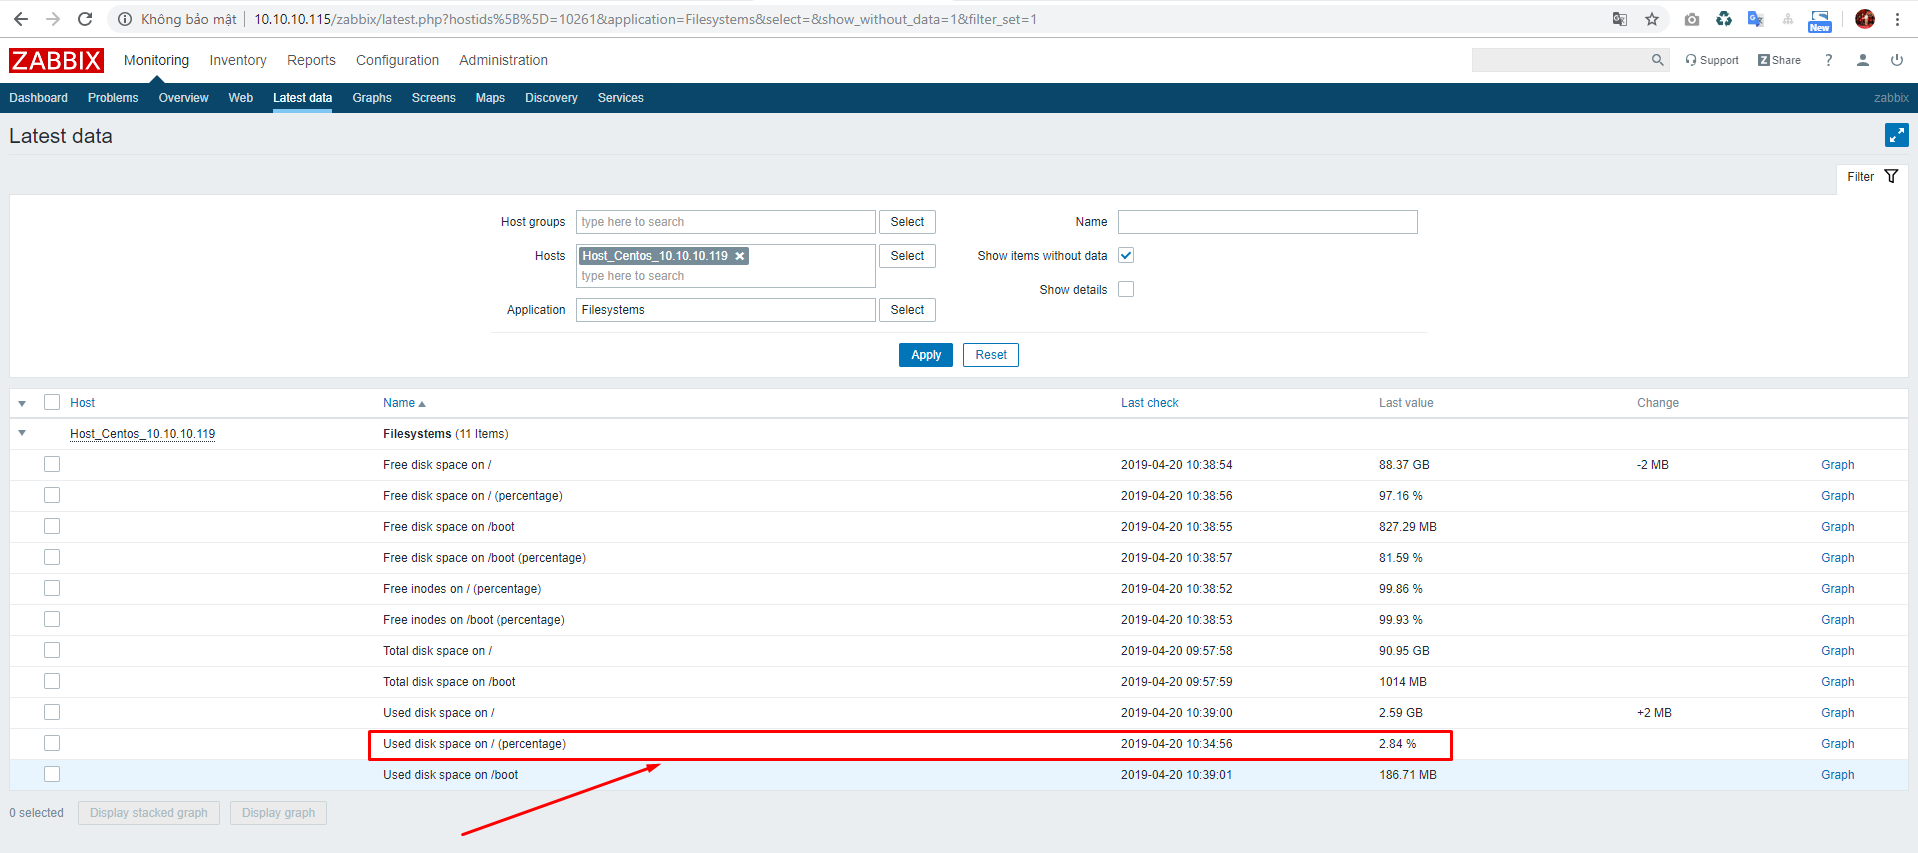 Không bảo mật | 10.10.10.115/zabbix/latest.php?hostids%5B%5D=10261&application=Filesystems&select=&show_without_data=1&filter_set=1
New
ZABBIX Monitoring Inventory Reports Configuration Administration Support Z Share ?
Dashboard Problems Overview Web Latest data Graphs Screens Maps Discovery Services zabbix
Latest data
Filter
Host groups type here to search Select Name
Hosts Host_Centos_10.10.10.119 Select Show items without data
type here to search
Show details
Application Filesystems Select
Apply Reset
Host Name Last check Last value Change
Host_Centos_10.10.10.119 Filesystems (11 Items)
Free disk space on / 2019-04-20 10:38:54 88.37 GB -2 MB Graph
Free disk space on / (percentage) 2019-04-20 10:38:56 97.16 % Graph
Free disk space on /boot 2019-04-20 10:38:55 827.29 MB Graph
Free disk space on /boot (percentage) 2019-04-20 10:38:57 81.59 % Graph
Free inodes on / (percentage) 2019-04-20 10:38:52 99.86 % Graph
Free inodes on /boot (percentage) 2019-04-20 10:38:53 99.93 % Graph
Total disk space on / 2019-04-20 09:57:58 90.95 GB Graph
Total disk space on /boot 2019-04-20 09:57:59 1014 MB Graph
Used disk space on / 2019-04-20 10:39:00 2.59 GB +2 MB Graph
Used disk space on / (percentage) 2019-04-20 10:34:56 2.84 % Graph
Used disk space on /boot 2019-04-20 10:39:01 186.71 MB Graph
0 selected Display stacked graph Display graph